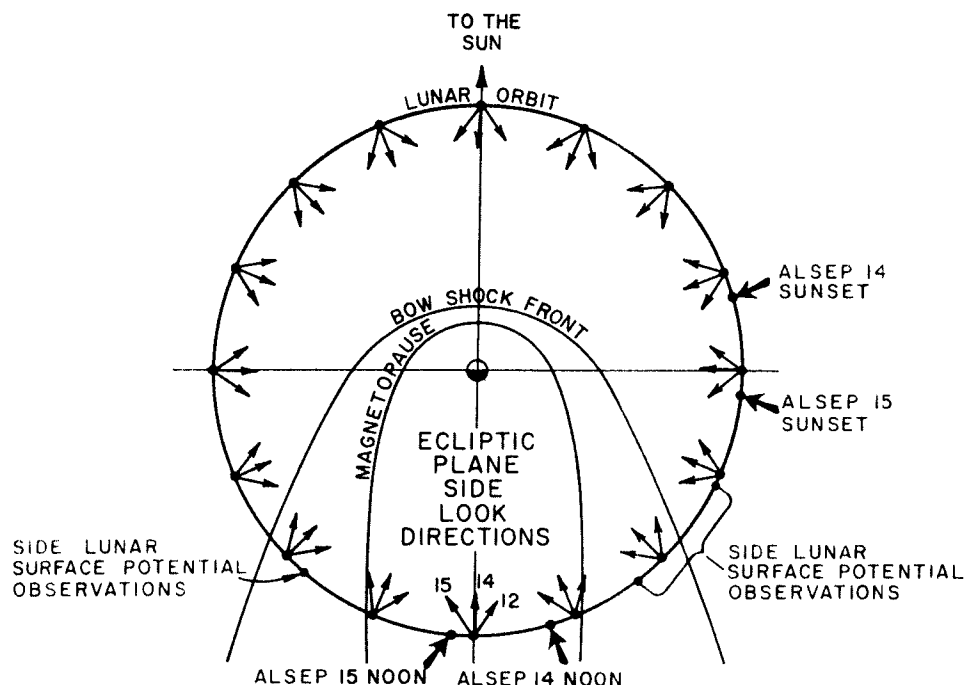 TO THE
SUN
LUNAR ORBIT
ALSEP 14
SUNSET
BOW SHOCK FRONT
MAGNETOPAUSE
ALSEP 15
SUNSET
ECLIPTIC
PLANE
SIDE
LOOK
DIRECTIONS
SIDE LUNAR
SURFACE POTENTIAL
OBSERVATIONS
SIDE LUNAR
SURFACE POTENTIAL
OBSERVATIONS
15
14
12
ALSEP 15 NOON
ALSEP 14 NOON